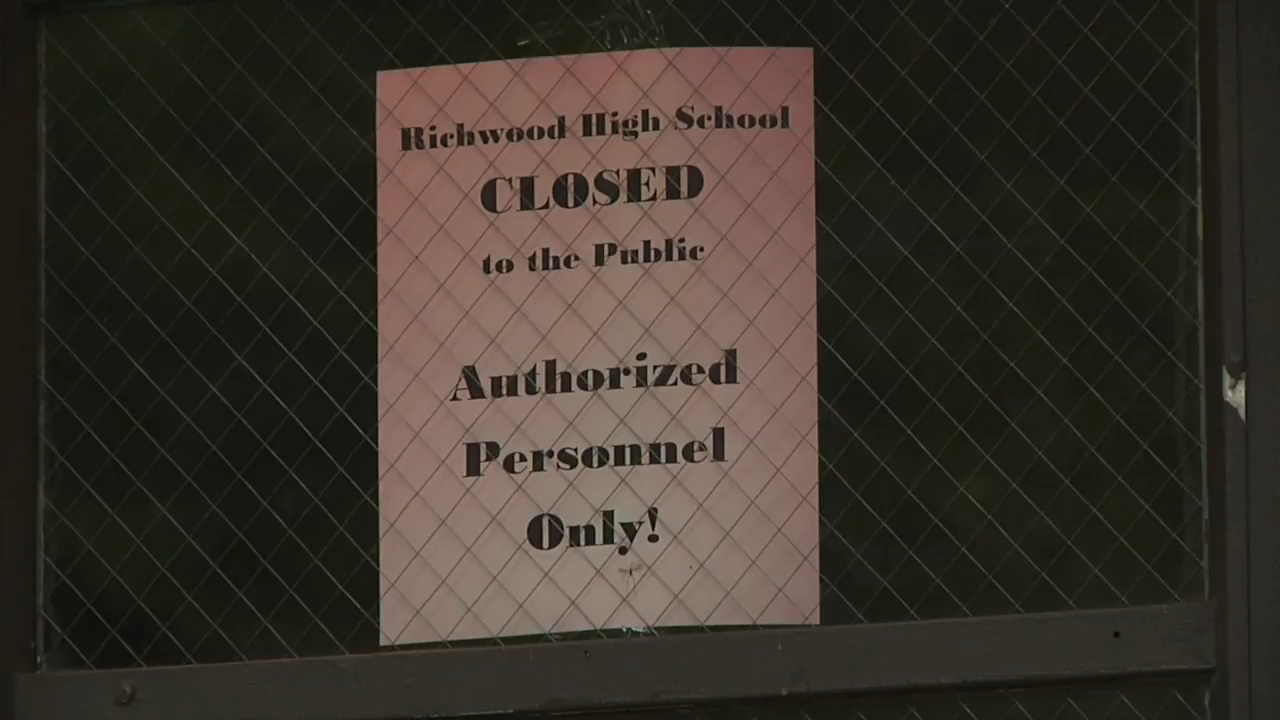 Richwood High School
CLOSED
to the Public
Authorized
Personnel
Only!